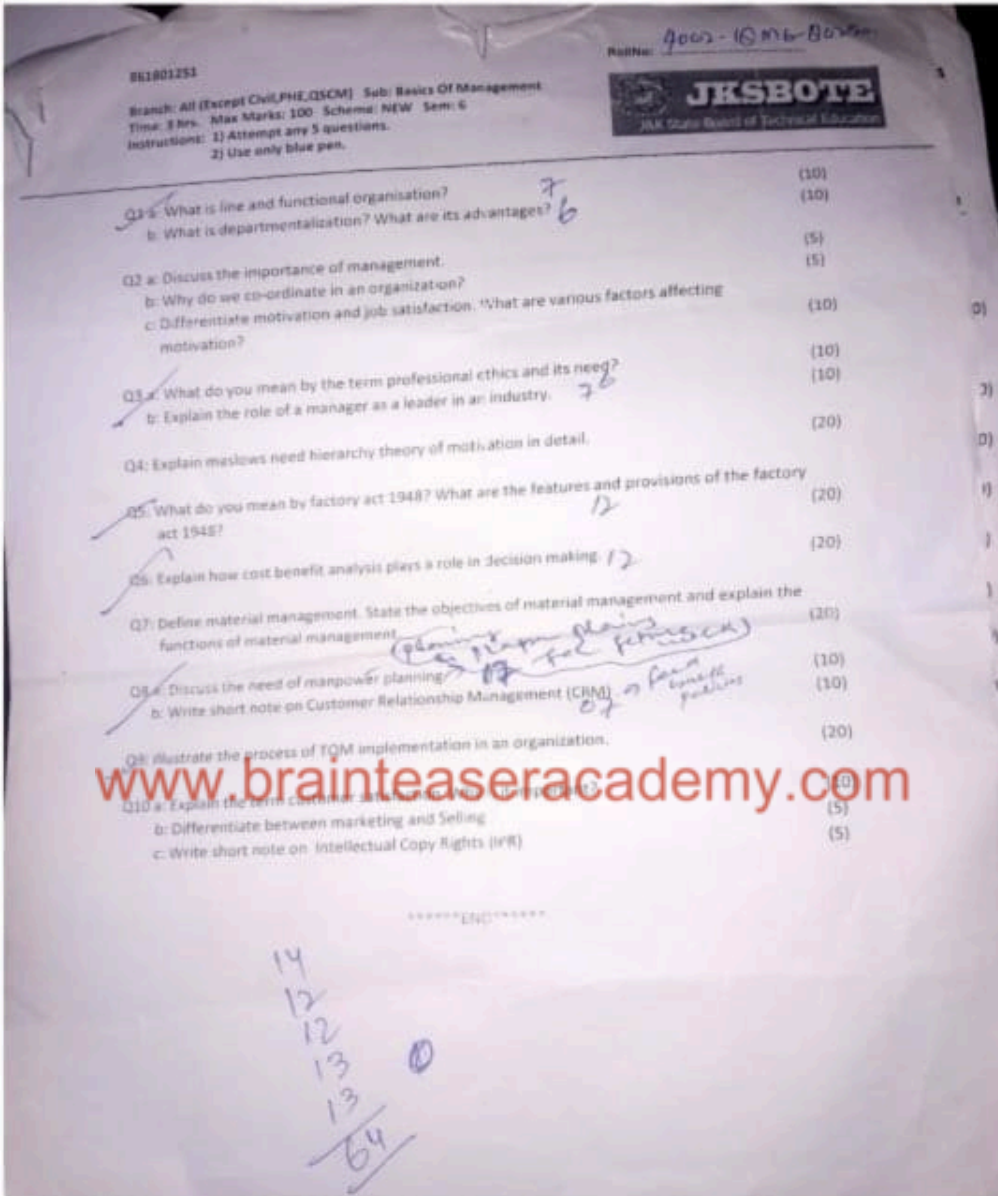 RollNo:
861801251
JKSBOTE
J&K State Board of Technical Education
Branch: All (Except Civil,PHE,QSCM) Sub: Basics Of Management
Time: 3 Hrs. Max Marks: 100 Scheme: NEW Sem: 6
Instructions: 1) Attempt any 5 questions.
2) Use only blue pen.
Q1 a: What is line and functional organisation? 7 (10)
b: What is departmentalization? What are its advantages? 6 (10)
Q2 a: Discuss the importance of management. (5)
b: Why do we co-ordinate in an organization? (5)
c: Differentiate motivation and job satisfaction. What are various factors affecting (10)
motivation?
Q3 a: What do you mean by the term professional ethics and its need? 6 (10)
b: Explain the role of a manager as a leader in an industry. 7 (10)
Q4: Explain maslows need hierarchy theory of motivation in detail. (20)
Q5: What do you mean by factory act 1948? What are the features and provisions of the factory (20)
act 1948? 12
Q6: Explain how cost benefit analysis plays a role in decision making. 12 (20)
Q7: Define material management. State the objectives of material management and explain the (20)
functions of material management.
Q8 a: Discuss the need of manpower planning (10)
b: Write short note on Customer Relationship Management (CRM) 07 (10)
Q9: Illustrate the process of TQM implementation in an organization. (20)
www.brainteaseracademy.com
Q10 a: Explain the term customer satisfaction. (10)
b: Differentiate between marketing and Selling (5)
c: Write short note on Intellectual Copy Rights (IPR) (5)
******END******
14
12
12
13
13
64